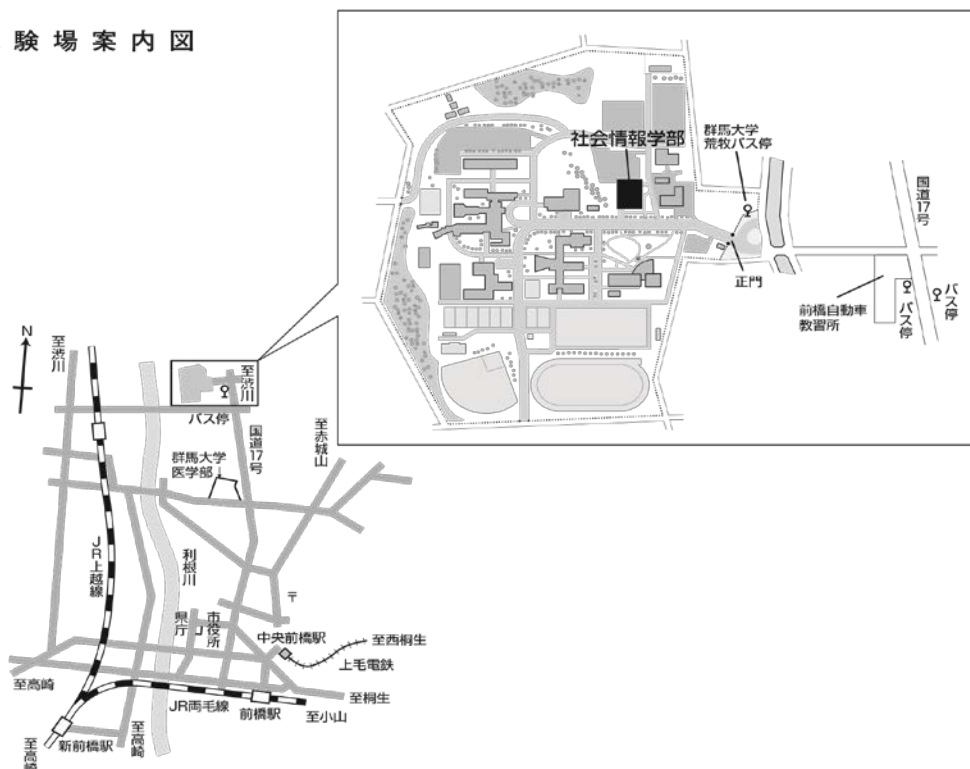 験場案内図
社会情報学部
群馬大学
荒牧バス停
国道17号
正門
前橋自動車
教習所
バス停
バス停
N
至渋川
至渋川
バス停
国道17号
至赤城山
群馬大学
医学部
JR上越線
利根川
〒
県庁
市役所
中央前橋駅
至西桐生
上毛電鉄
至高崎
JR両毛線
前橋駅
至小山
至桐生
新前橋駅
至高崎
至高崎